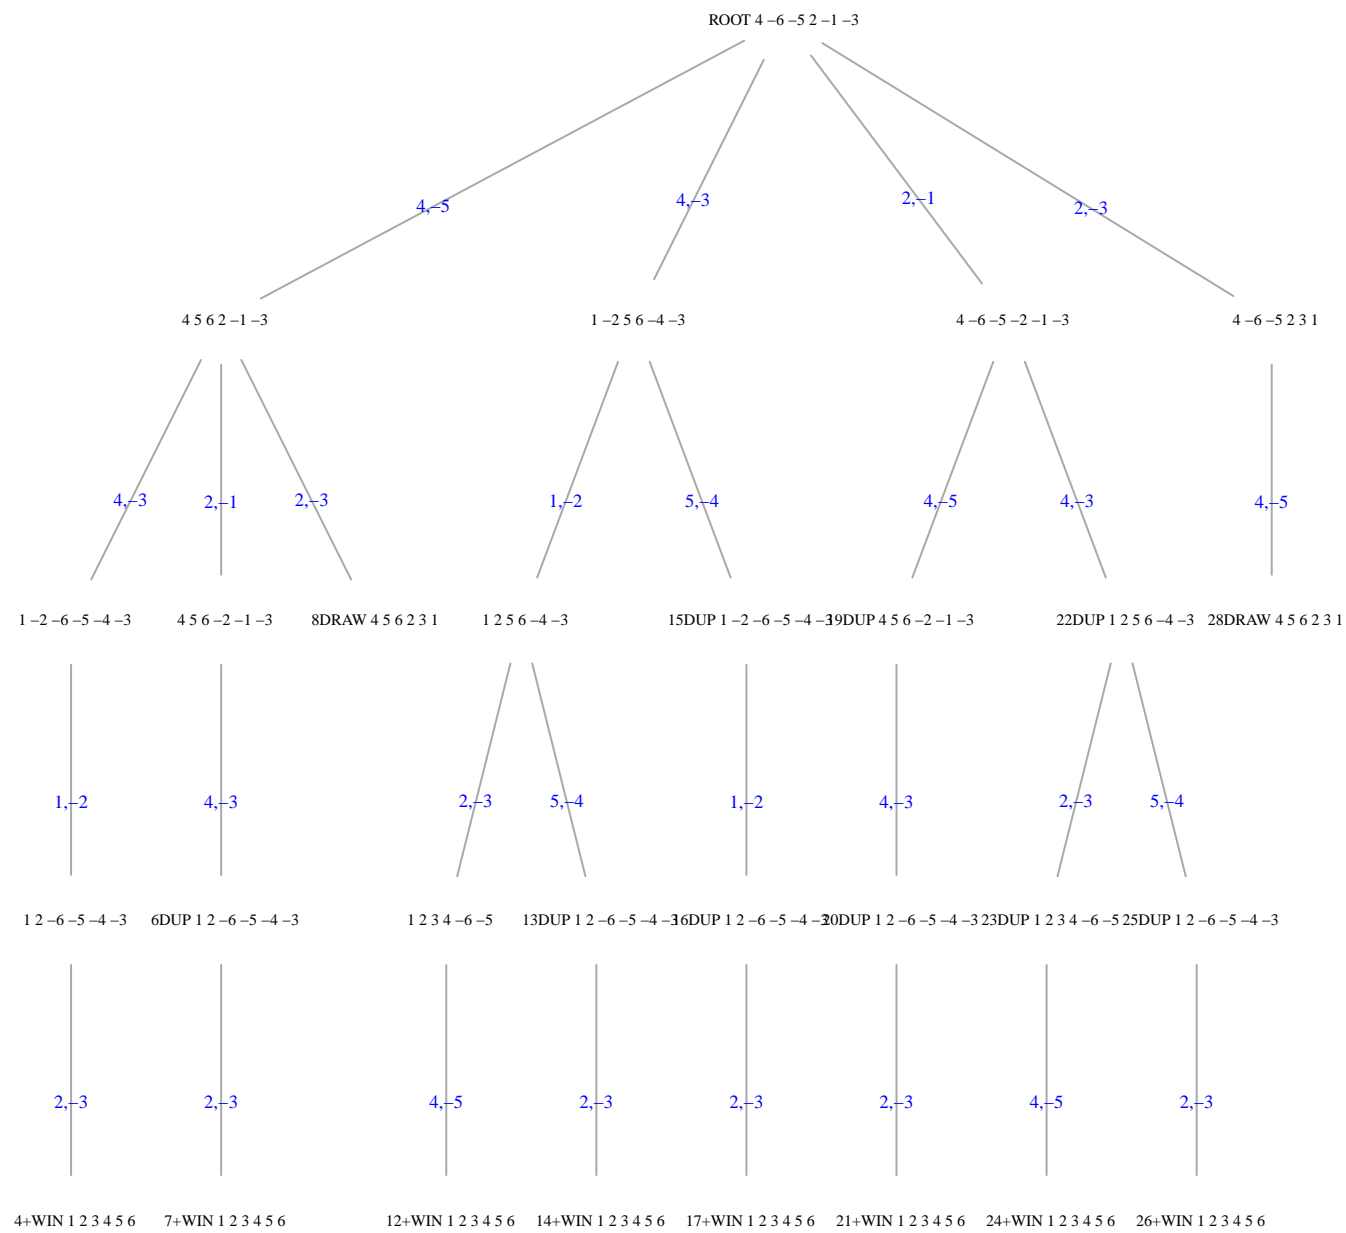 ROOT 4 –6 –5 2 –1 –3
4,–5
4,–3
2,–1
2,–3
4 5 6 2 –1 –3
1 –2 5 6 –4 –3
4 –6 –5 –2 –1 –3
4 –6 –5 2 3 1
4,–3
2,–1
2,–3
1,–2
5,–4
4,–5
4,–3
4,–5
1 –2 –6 –5 –4 –3
4 5 6 –2 –1 –3
8DRAW 4 5 6 2 3 1
1 2 5 6 –4 –3
15DUP 1 –2 –6 –5 –4 –3
19DUP 4 5 6 –2 –1 –3
22DUP 1 2 5 6 –4 –3
28DRAW 4 5 6 2 3 1
1,–2
4,–3
2,–3
5,–4
1,–2
4,–3
2,–3
5,–4
1 2 –6 –5 –4 –3
6DUP 1 2 –6 –5 –4 –3
1 2 3 4 –6 –5
13DUP 1 2 –6 –5 –4 –3
16DUP 1 2 –6 –5 –4 –3
20DUP 1 2 –6 –5 –4 –3
23DUP 1 2 3 4 –6 –5
25DUP 1 2 –6 –5 –4 –3
2,–3
2,–3
4,–5
2,–3
2,–3
2,–3
4,–5
2,–3
4+WIN 1 2 3 4 5 6
7+WIN 1 2 3 4 5 6
12+WIN 1 2 3 4 5 6
14+WIN 1 2 3 4 5 6
17+WIN 1 2 3 4 5 6
21+WIN 1 2 3 4 5 6
24+WIN 1 2 3 4 5 6
26+WIN 1 2 3 4 5 6